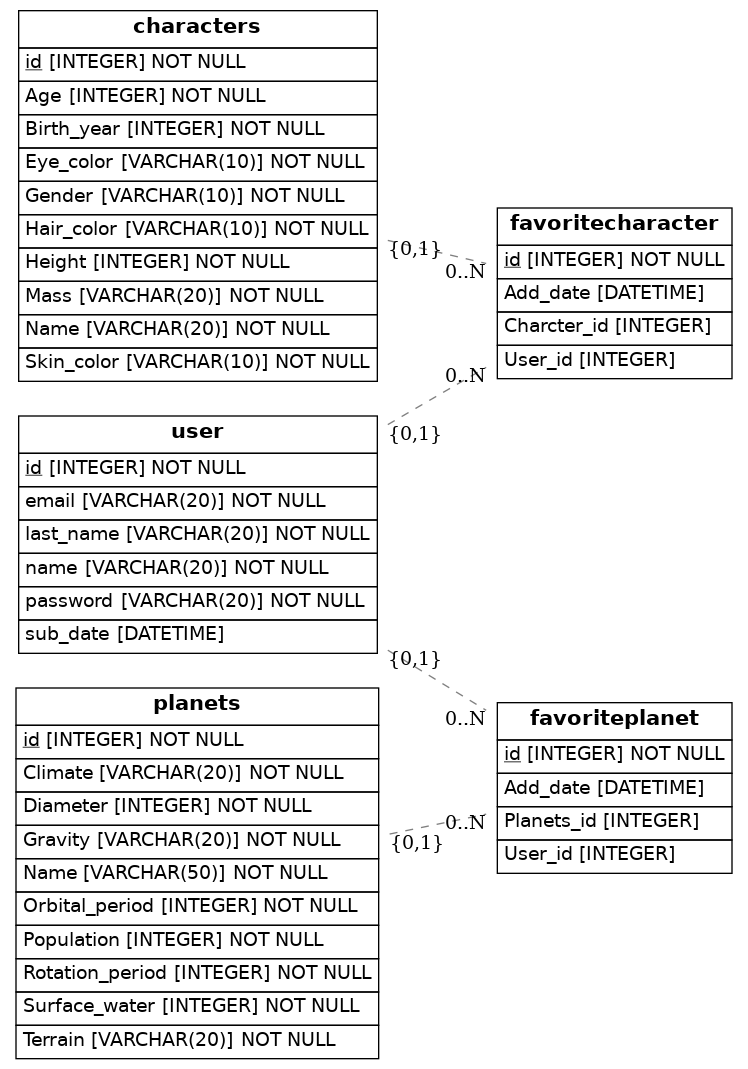 characters
id [INTEGER] NOT NULL
Age [INTEGER] NOT NULL
Birth_year [INTEGER] NOT NULL
Eye_color [VARCHAR(10)] NOT NULL
Gender [VARCHAR(10)] NOT NULL
Hair_color [VARCHAR(10)] NOT NULL
Height [INTEGER] NOT NULL
Mass [VARCHAR(20)] NOT NULL
Name [VARCHAR(20)] NOT NULL
Skin_color [VARCHAR(10)] NOT NULL
{0,1}
0..N
favoritecharacter
id [INTEGER] NOT NULL
Add_date [DATETIME]
Charcter_id [INTEGER]
User_id [INTEGER]
0..N
{0,1}
user
id [INTEGER] NOT NULL
email [VARCHAR(20)] NOT NULL
last_name [VARCHAR(20)] NOT NULL
name [VARCHAR(20)] NOT NULL
password [VARCHAR(20)] NOT NULL
sub_date [DATETIME]
{0,1}
0..N
planets
id [INTEGER] NOT NULL
Climate [VARCHAR(20)] NOT NULL
Diameter [INTEGER] NOT NULL
Gravity [VARCHAR(20)] NOT NULL
Name [VARCHAR(50)] NOT NULL
Orbital_period [INTEGER] NOT NULL
Population [INTEGER] NOT NULL
Rotation_period [INTEGER] NOT NULL
Surface_water [INTEGER] NOT NULL
Terrain [VARCHAR(20)] NOT NULL
0..N
{0,1}
favoriteplanet
id [INTEGER] NOT NULL
Add_date [DATETIME]
Planets_id [INTEGER]
User_id [INTEGER]